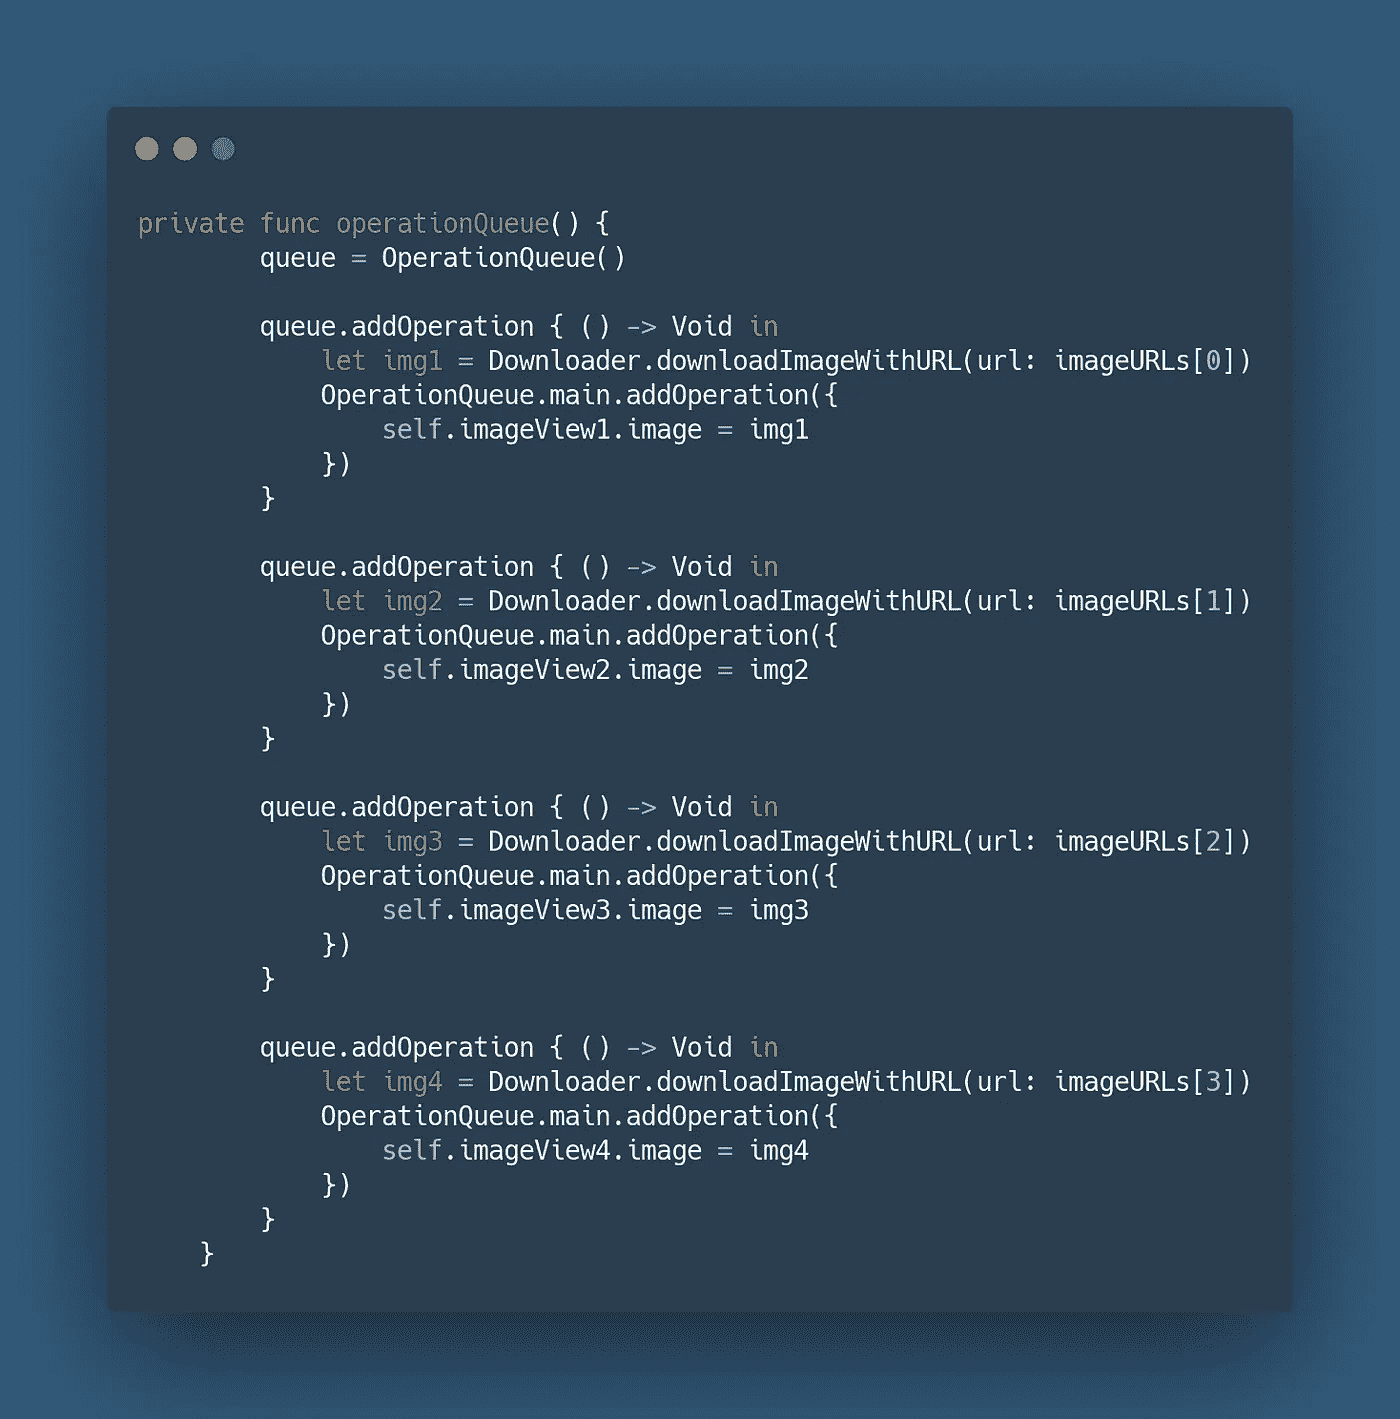 private func operationQueue() {
        queue = OperationQueue()

        queue.addOperation { () -> Void in
            let img1 = Downloader.downloadImageWithURL(url: imageURLs[0])
            OperationQueue.main.addOperation({
                self.imageView1.image = img1
            })
        }

        queue.addOperation { () -> Void in
            let img2 = Downloader.downloadImageWithURL(url: imageURLs[1])
            OperationQueue.main.addOperation({
                self.imageView2.image = img2
            })
        }

        queue.addOperation { () -> Void in
            let img3 = Downloader.downloadImageWithURL(url: imageURLs[2])
            OperationQueue.main.addOperation({
                self.imageView3.image = img3
            })
        }

        queue.addOperation { () -> Void in
            let img4 = Downloader.downloadImageWithURL(url: imageURLs[3])
            OperationQueue.main.addOperation({
                self.imageView4.image = img4
            })
        }
    }